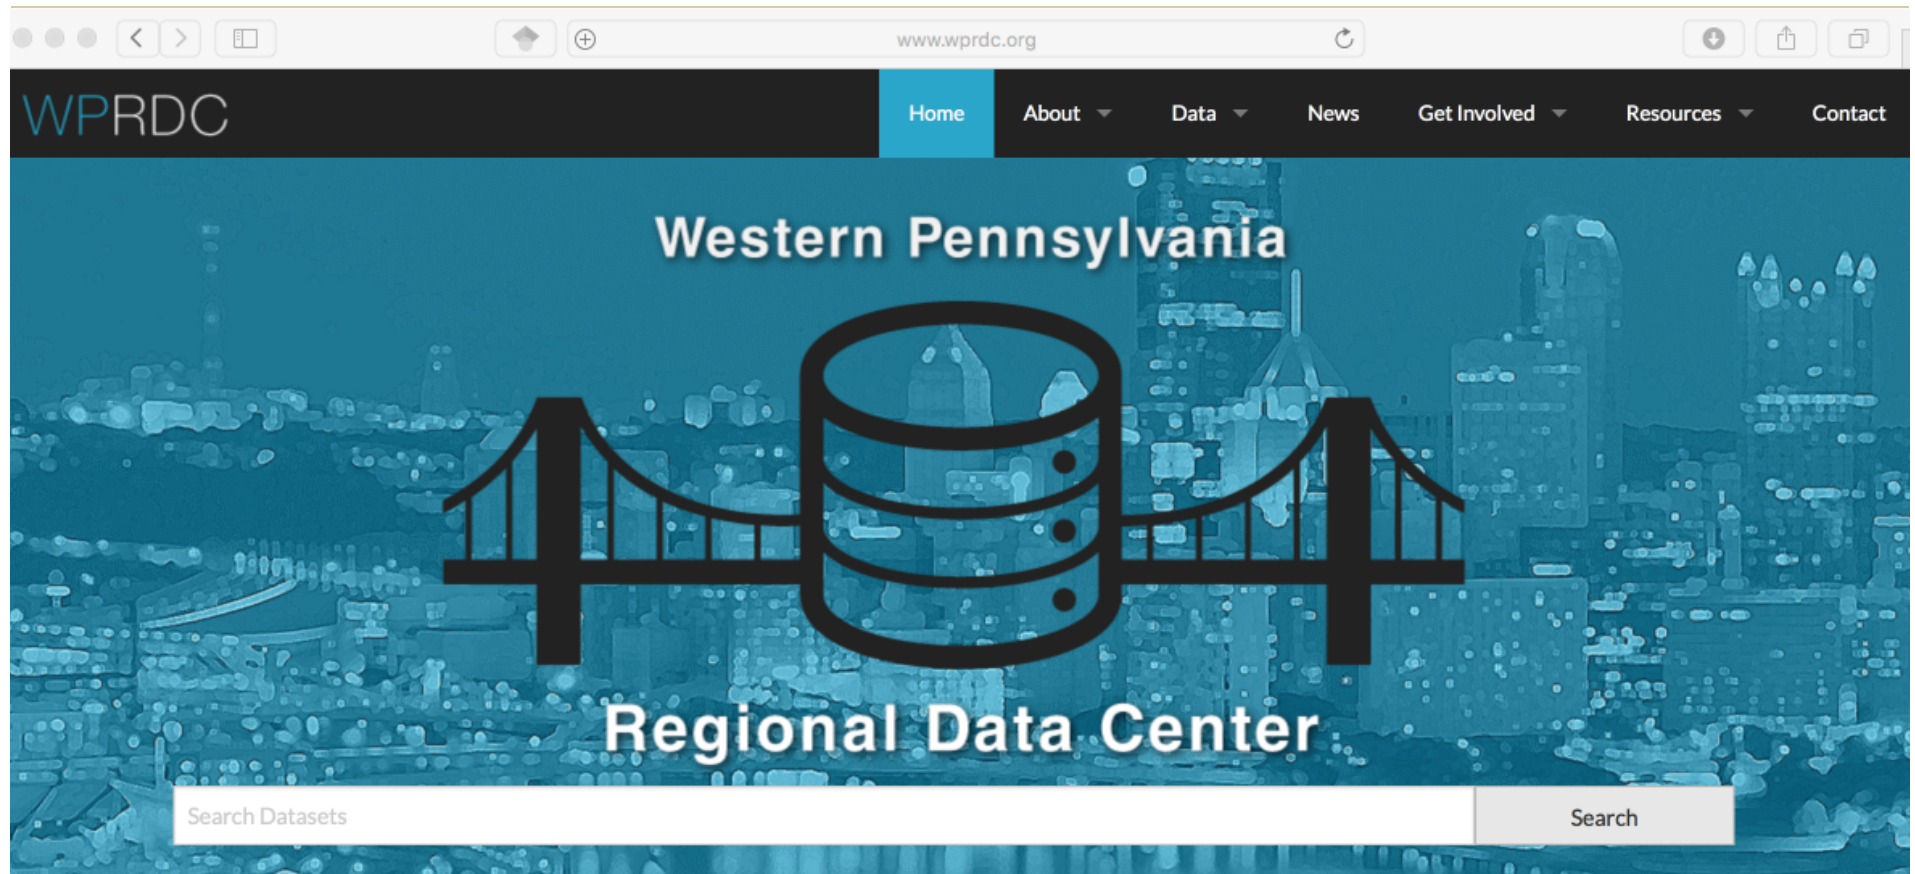 www.wprdc.org
WPRDC
Home About Data News Get Involved Resources Contact
Western Pennsylvania
Regional Data Center
Search Datasets Search